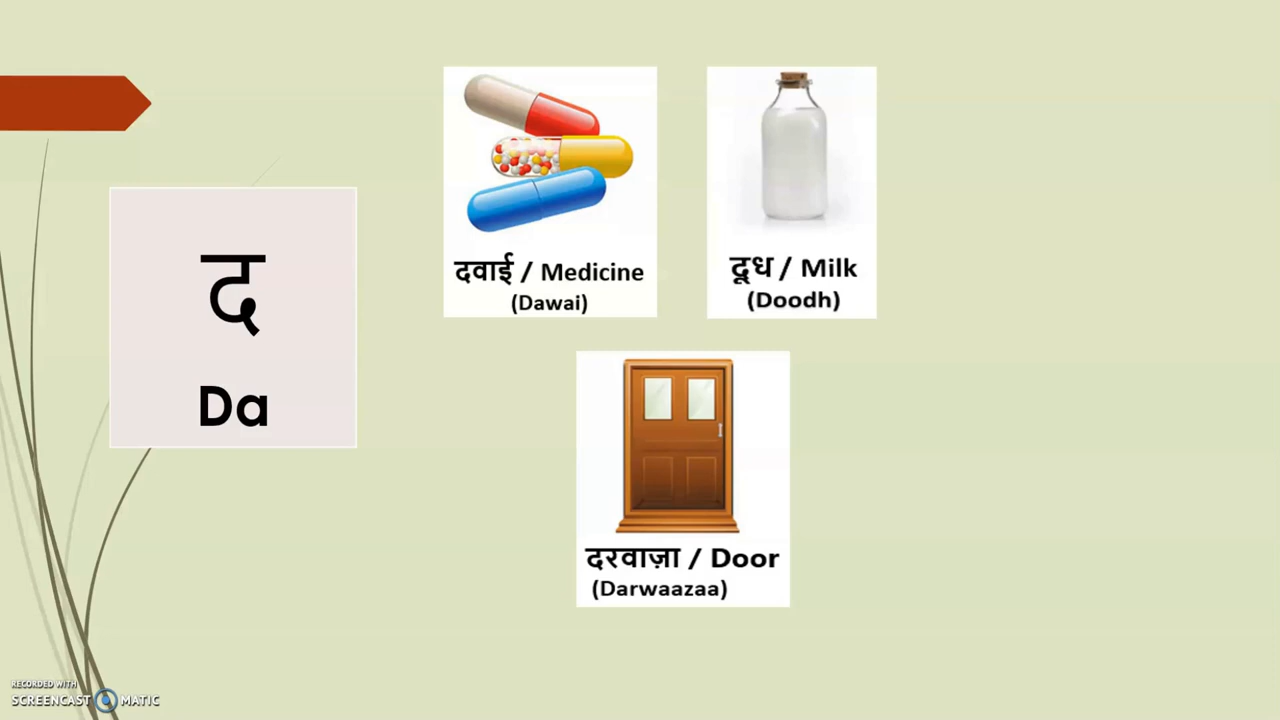 द
Da
दवाई / Medicine
(Dawai)
दूध / Milk
(Doodh)
दरवाज़ा / Door
(Darwaazaa)
RECORDED WITH
SCREENCAST MATIC